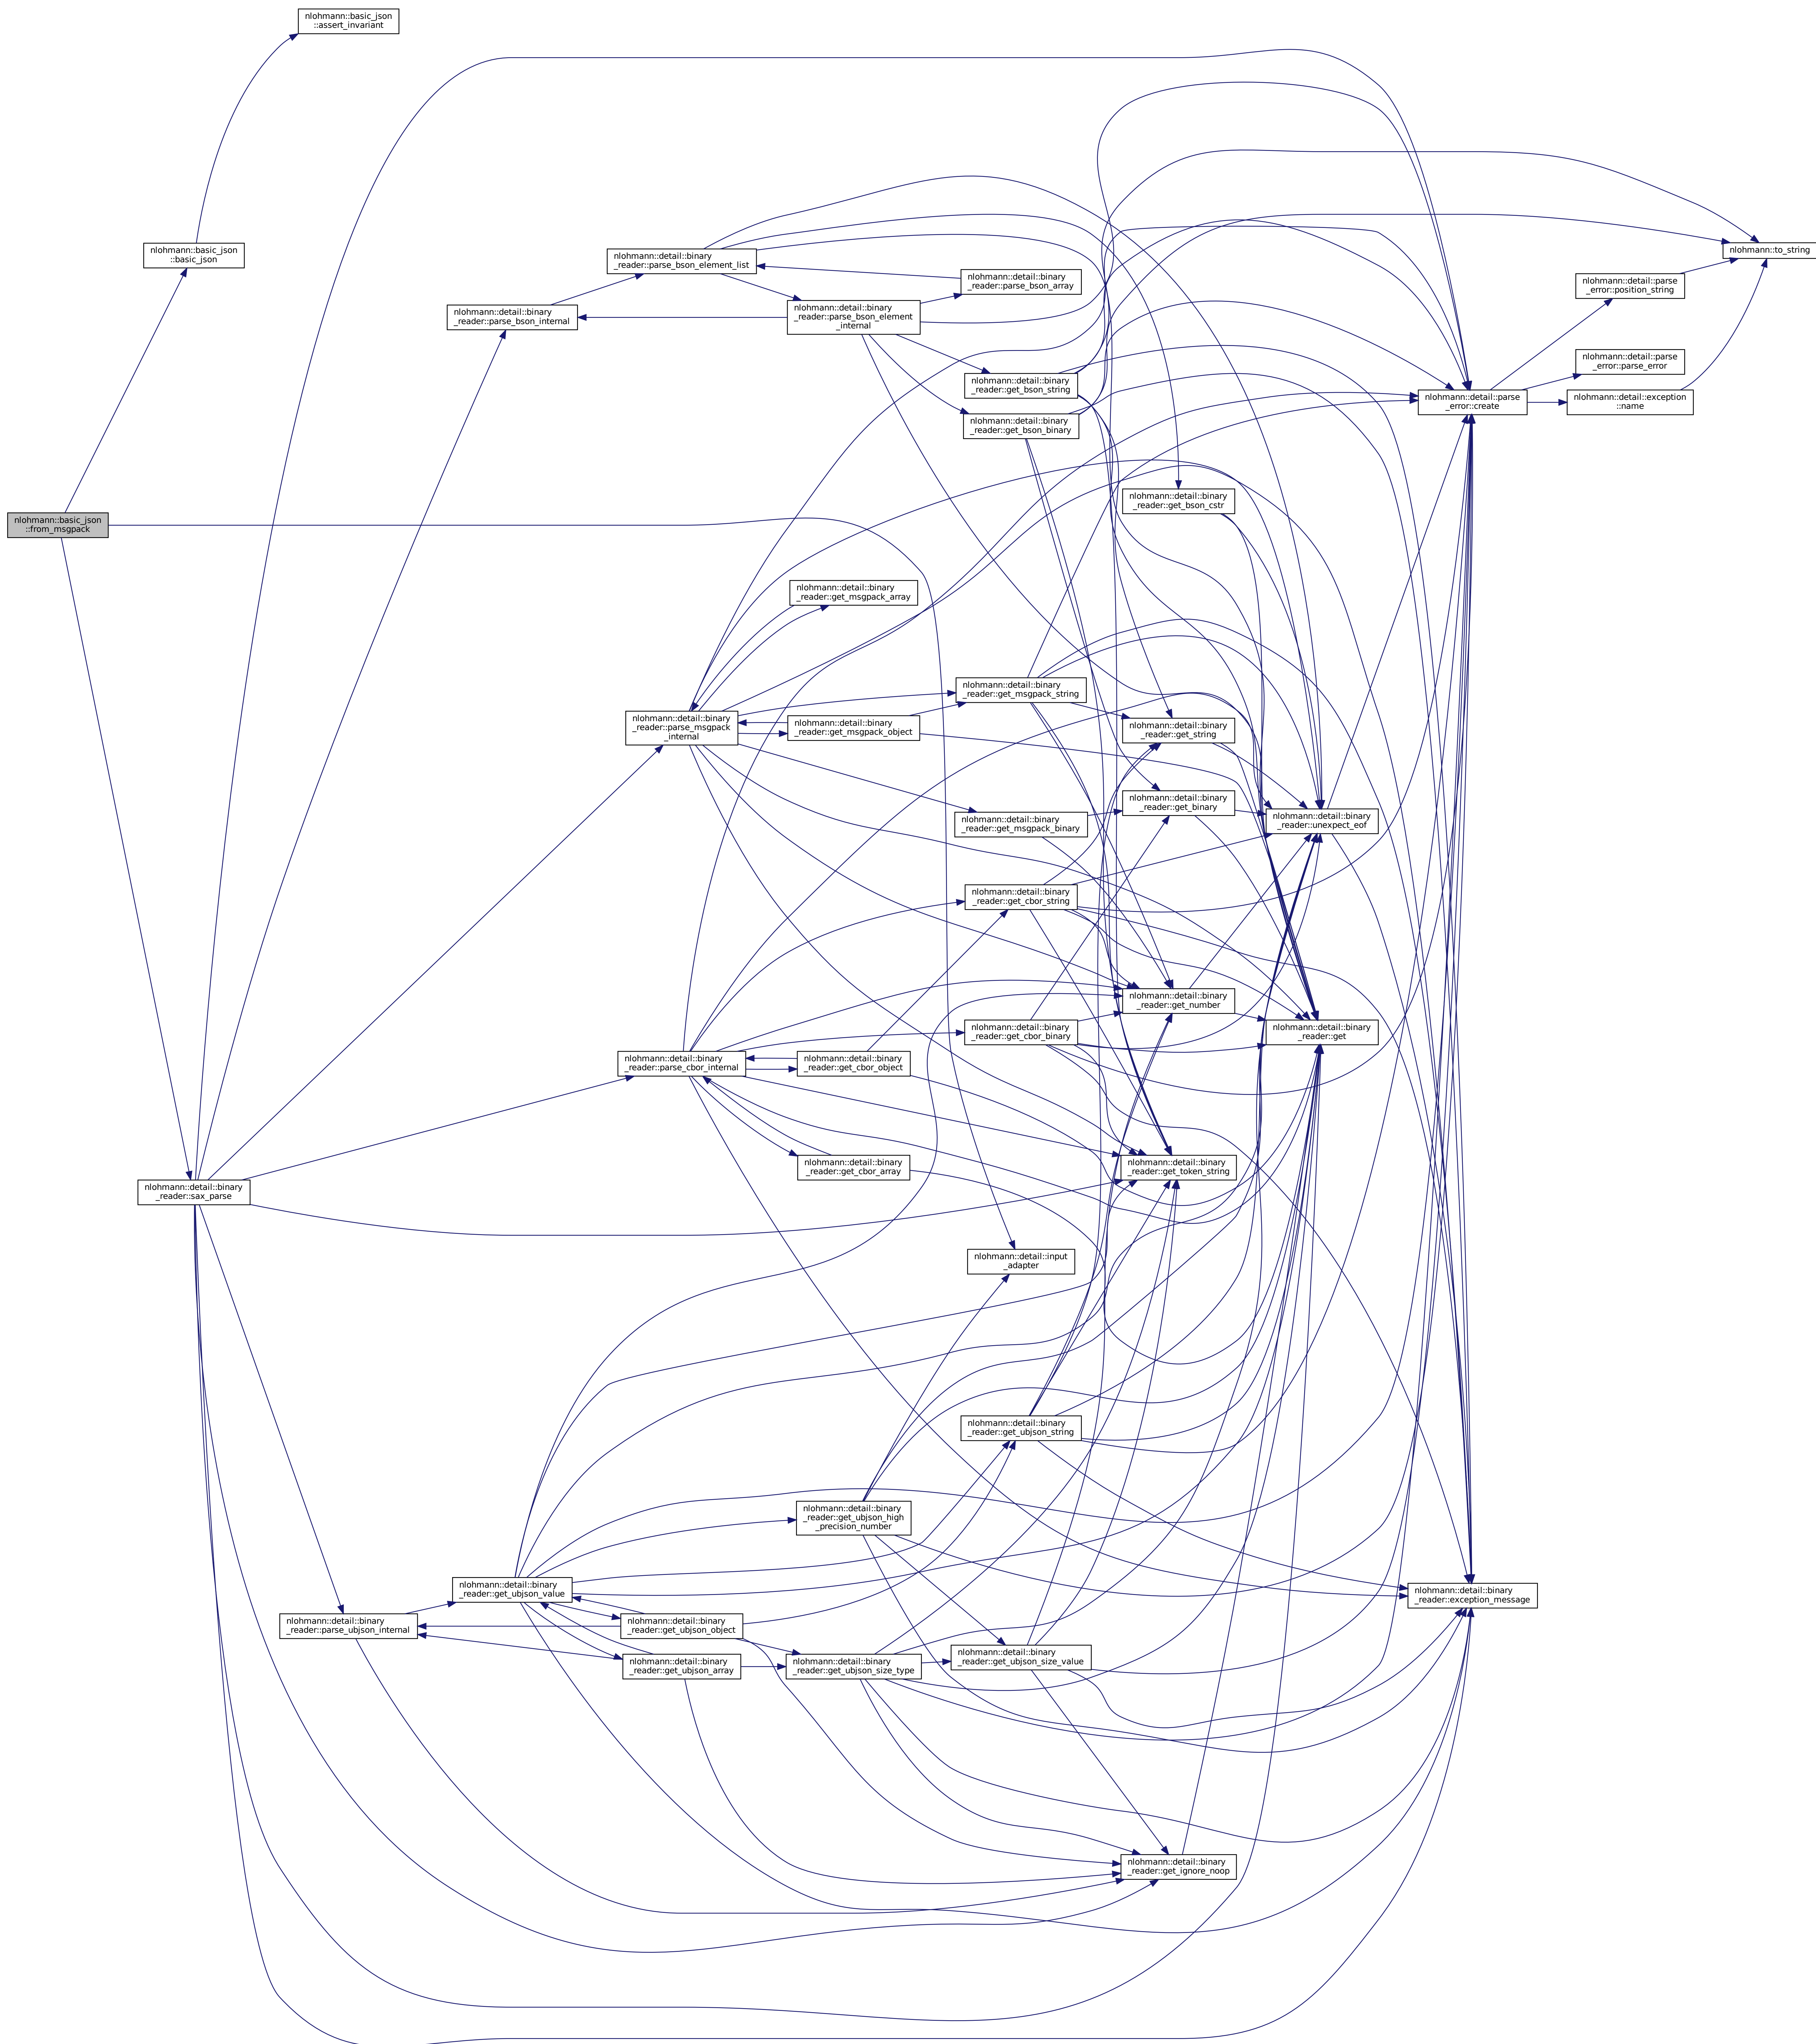 nlohmann::basic_json
::assert_invariant
nlohmann::basic_json
::basic_json
nlohmann::to_string
nlohmann::detail::binary
_reader::parse_bson_element_list
nlohmann::detail::binary
_reader::parse_bson_array
nlohmann::detail::parse
_error::position_string
nlohmann::detail::binary
_reader::parse_bson_internal
nlohmann::detail::binary
_reader::parse_bson_element
_internal
nlohmann::detail::parse
_error::parse_error
nlohmann::detail::binary
_reader::get_bson_string
nlohmann::detail::parse
_error::create
nlohmann::detail::exception
::name
nlohmann::detail::binary
_reader::get_bson_binary
nlohmann::detail::binary
_reader::get_bson_cstr
nlohmann::basic_json
::from_msgpack
nlohmann::detail::binary
_reader::get_msgpack_array
nlohmann::detail::binary
_reader::get_msgpack_string
nlohmann::detail::binary
_reader::parse_msgpack
_internal
nlohmann::detail::binary
_reader::get_msgpack_object
nlohmann::detail::binary
_reader::get_string
nlohmann::detail::binary
_reader::get_binary
nlohmann::detail::binary
_reader::get_msgpack_binary
nlohmann::detail::binary
_reader::unexpect_eof
nlohmann::detail::binary
_reader::get_cbor_string
nlohmann::detail::binary
_reader::get_number
nlohmann::detail::binary
_reader::get_cbor_binary
nlohmann::detail::binary
_reader::get
nlohmann::detail::binary
_reader::parse_cbor_internal
nlohmann::detail::binary
_reader::get_cbor_object
nlohmann::detail::binary
_reader::get_cbor_array
nlohmann::detail::binary
_reader::get_token_string
nlohmann::detail::binary
_reader::sax_parse
nlohmann::detail::input
_adapter
nlohmann::detail::binary
_reader::get_ubjson_string
nlohmann::detail::binary
_reader::get_ubjson_high
_precision_number
nlohmann::detail::binary
_reader::get_ubjson_value
nlohmann::detail::binary
_reader::exception_message
nlohmann::detail::binary
_reader::parse_ubjson_internal
nlohmann::detail::binary
_reader::get_ubjson_object
nlohmann::detail::binary
_reader::get_ubjson_size_value
nlohmann::detail::binary
_reader::get_ubjson_array
nlohmann::detail::binary
_reader::get_ubjson_size_type
nlohmann::detail::binary
_reader::get_ignore_noop